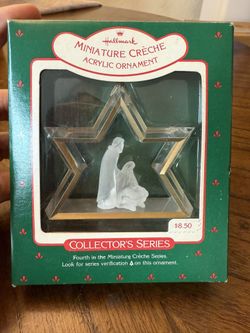 Hallmark
MINIATURE CRÈCHE
ACRYLIC ORNAMENT
$8.50
COLLECTOR'S SERIES
Fourth in the Miniature Crèche Series.
Look for series verification on this ornament.